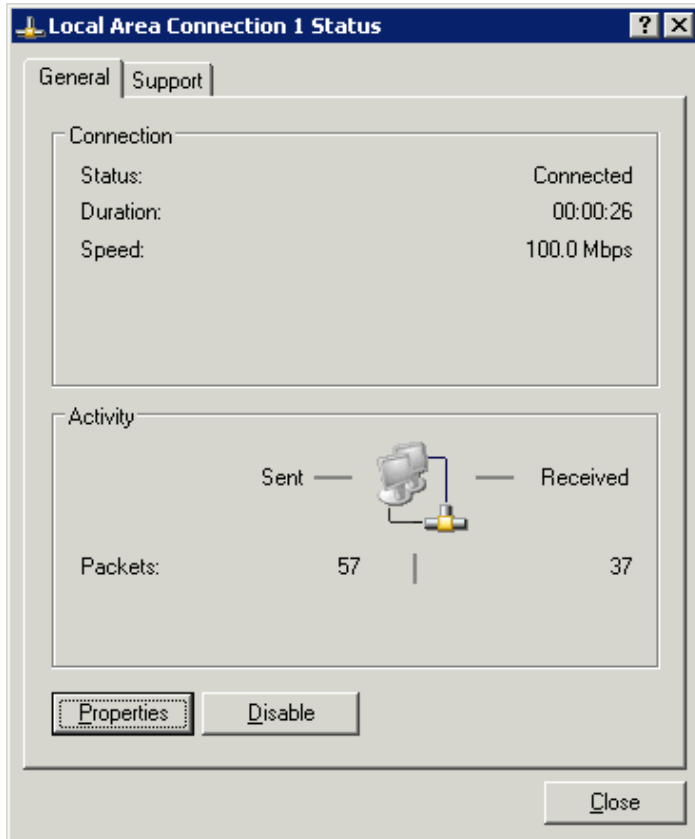 Local Area Connection 1 Status
General Support
Connection
Status: Connected
Duration: 00:00:26
Speed: 100.0 Mbps
Activity
Sent Received
Packets: 57 37
Properties Disable
Close